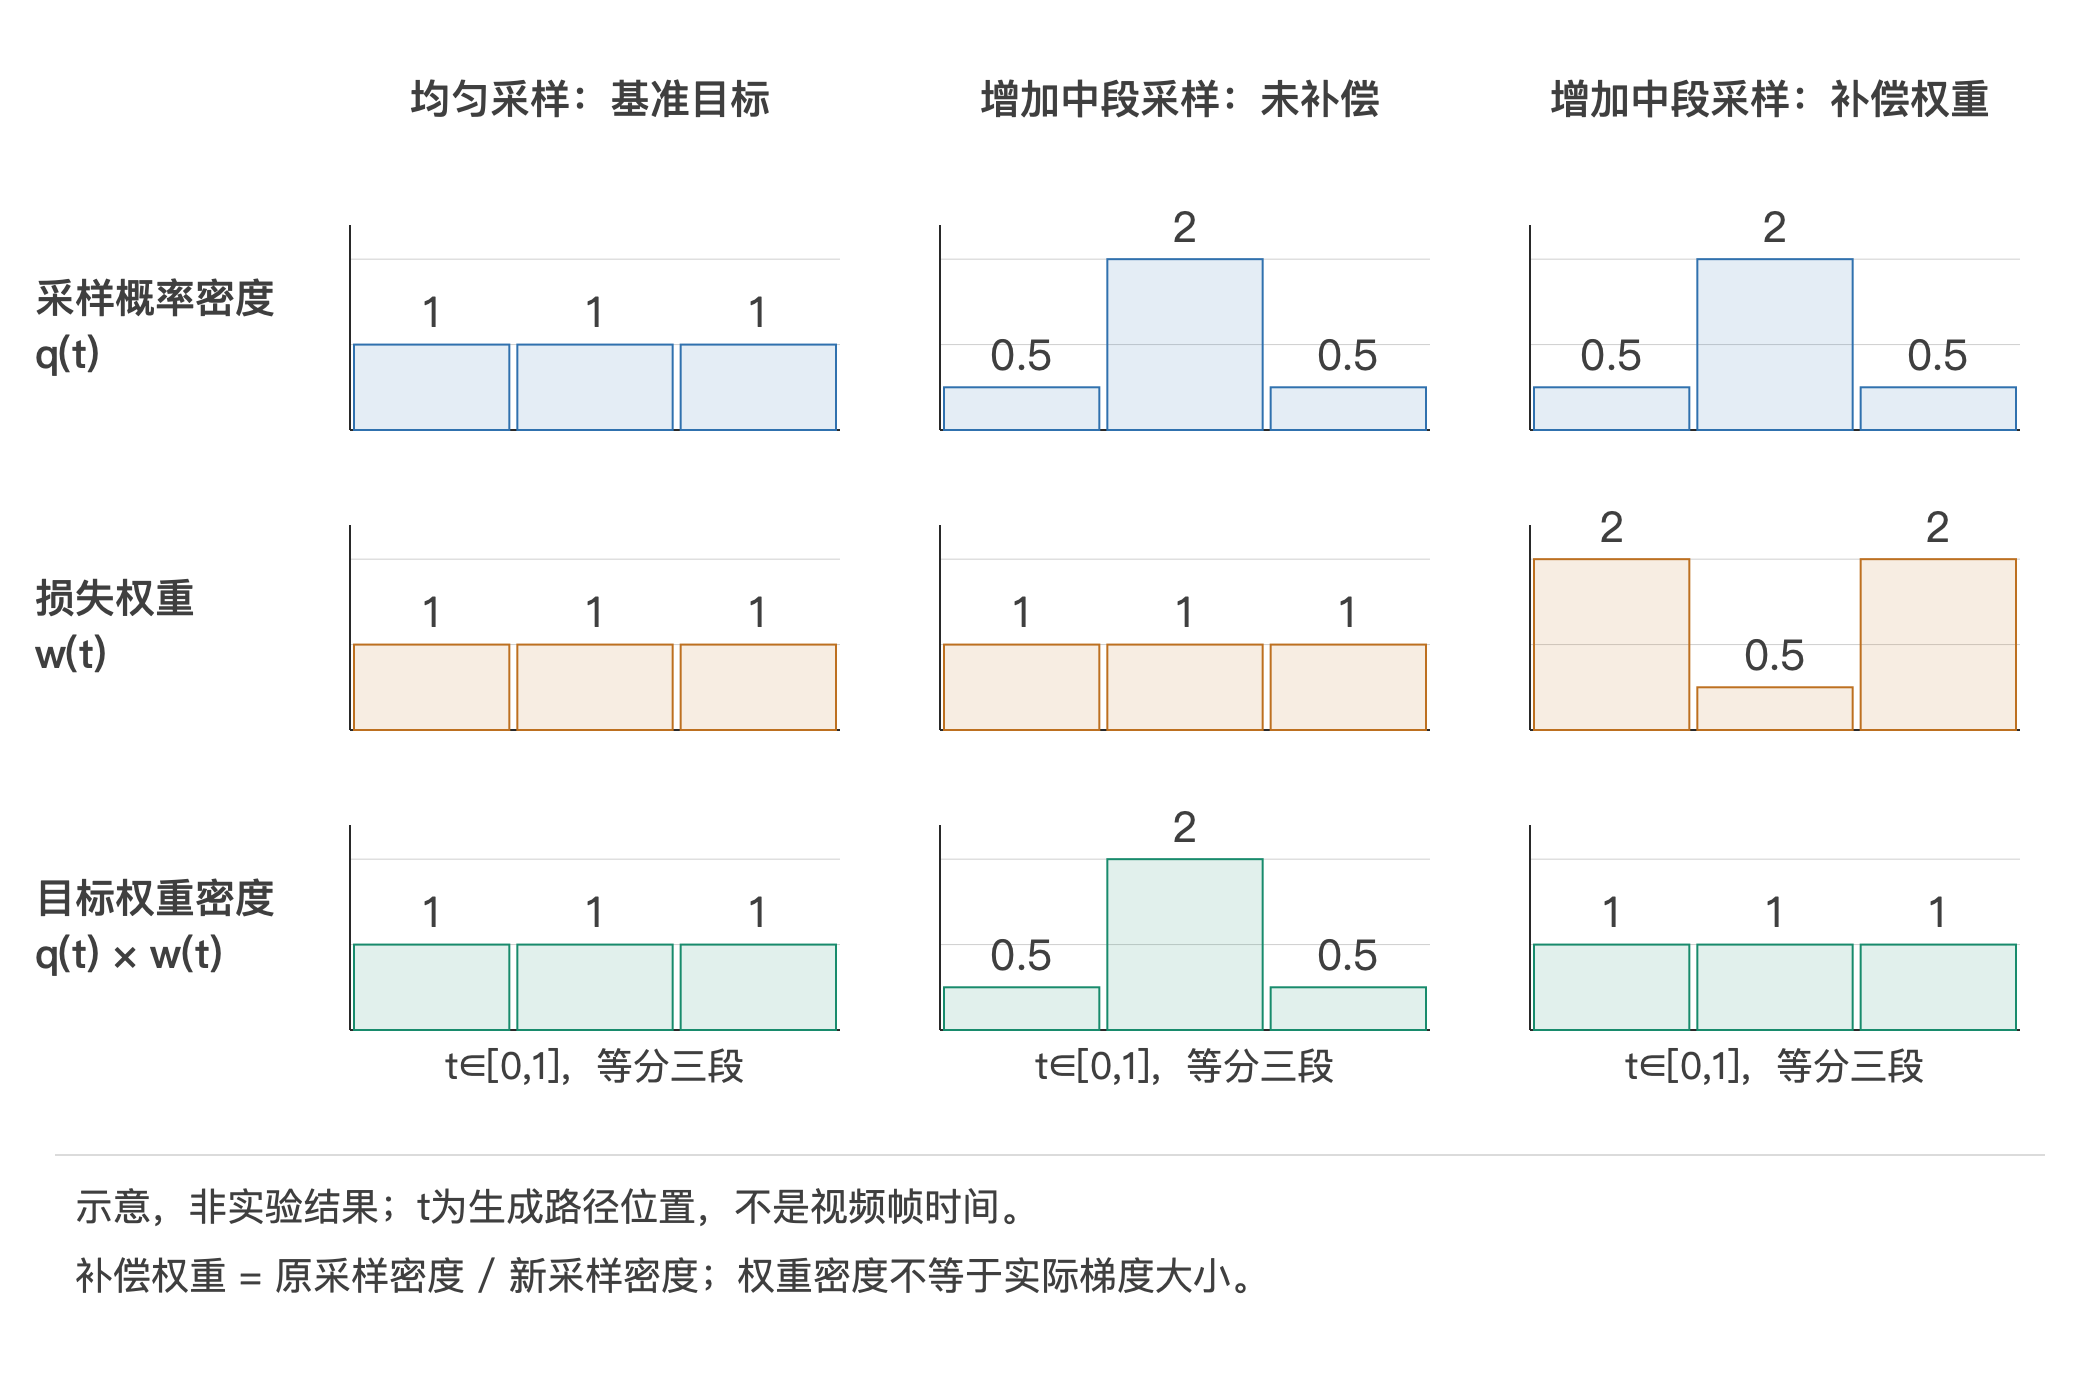 均匀采样：基准目标
增加中段采样：未补偿
增加中段采样：补偿权重
采样概率密度
q(t)
1 1 1
0.5 2 0.5
0.5 2 0.5
损失权重
w(t)
1 1 1
1 1 1
2 0.5 2
目标权重密度
q(t) × w(t)
1 1 1
0.5 2 0.5
1 1 1
t∈[0,1]，等分三段
t∈[0,1]，等分三段
t∈[0,1]，等分三段
示意，非实验结果；t为生成路径位置，不是视频帧时间。
补偿权重 = 原采样密度 / 新采样密度；权重密度不等于实际梯度大小。